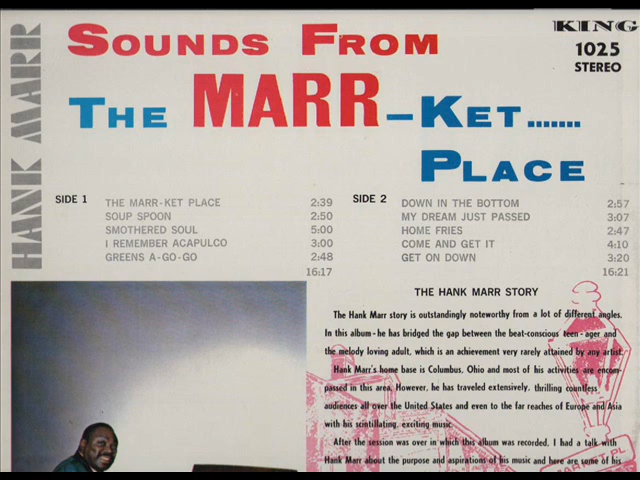 HANK MARR
SOUNDS FROM
THE MARR-KET.......
PLACE
KING
1025
STEREO
SIDE 1
THE MARR-KET PLACE 2:39
SOUP SPOON 2:50
SMOTHERED SOUL 5:00
I REMEMBER ACAPULCO 3:00
GREENS A-GO-GO 2:48
16:17
SIDE 2
DOWN IN THE BOTTOM 2:57
MY DREAM JUST PASSED 3:07
HOME FRIES 2:47
COME AND GET IT 4:10
GET ON DOWN 3:20
16:21
THE HANK MARR STORY
The Hank Marr story is outstandingly noteworthy from a lot of different angles.
In this album - he has bridged the gap between the beat-conscious teen - ager and
the melody loving adult, which is an achievement very rarely attained by any artist.
Hank Marr's home base is Columbus, Ohio and most of his activities are encom-
passed in this area. However, he has traveled extensively, thrilling countless
audiences all over the United States and even to the far reaches of Europe and Asia
with his scintillating, exciting music.
After the session was over in which this album was recorded, I had a talk with
Hank Marr about the purpose and aspirations of his music and here are some of his
MARKET PL